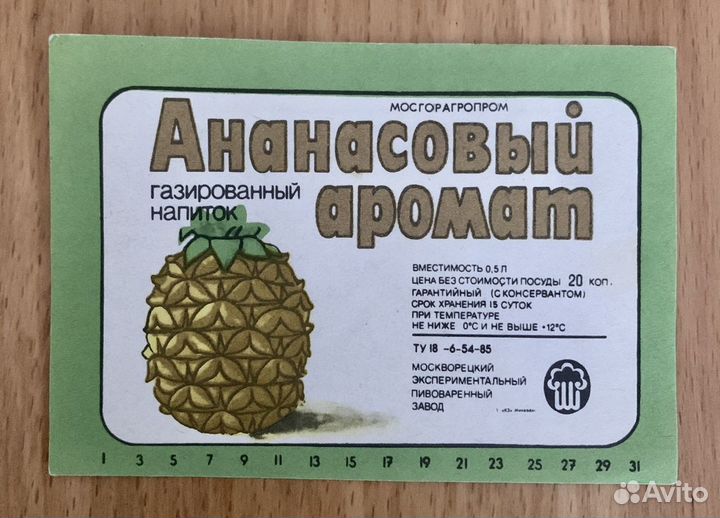 МОСГОРАГРОПРОМ
Ананасовый
газированный
напиток
аромат
ВМЕСТИМОСТЬ 0,5 Л
ЦЕНА БЕЗ СТОИМОСТИ ПОСУДЫ 20 КОП.
ГАРАНТИЙНЫЙ (С КОНСЕРВАНТОМ)
СРОК ХРАНЕНИЯ 15 СУТОК
ПРИ ТЕМПЕРАТУРЕ
НЕ НИЖЕ 0°С И НЕ ВЫШЕ +12°С
ТУ 18 -6-54-85
МОСКВОРЕЦКИЙ
ЭКСПЕРИМЕНТАЛЬНЫЙ
ПИВОВАРЕННЫЙ
ЗАВОД
1 3 5 7 9 11 13 15 17 19 21 23 25 27 29 31
Avito